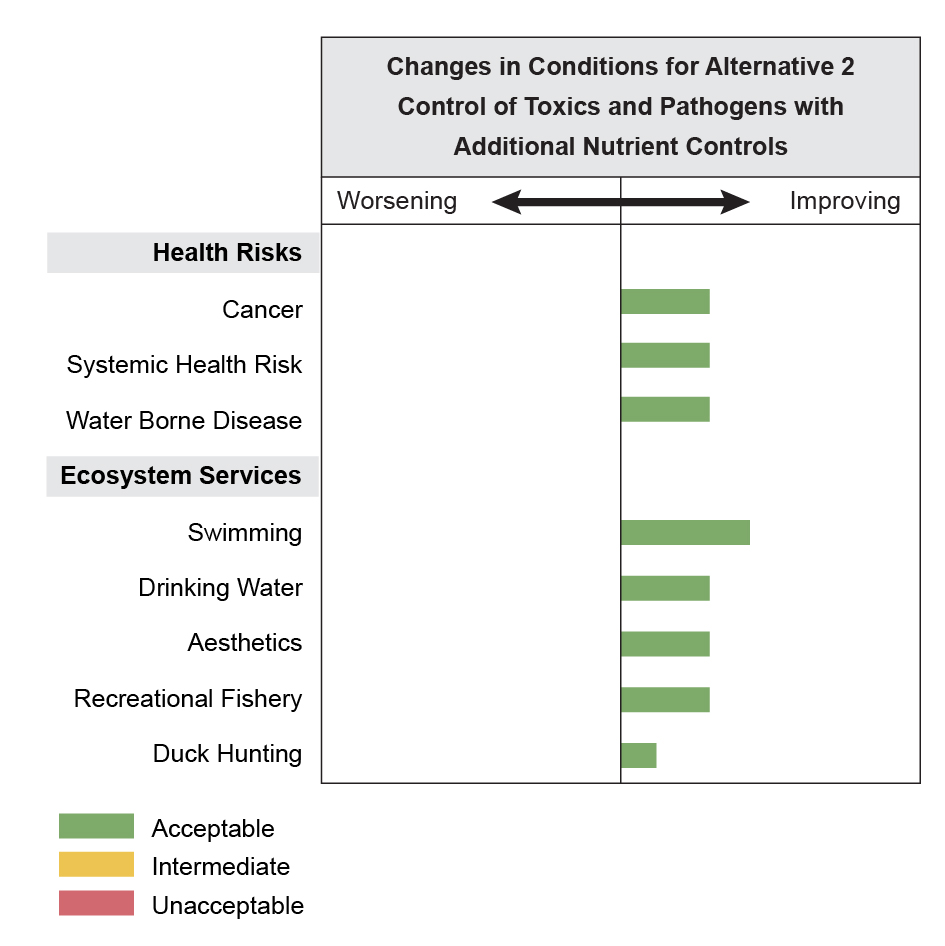 Changes in Conditions for Alternative 2
Control of Toxics and Pathogens with
Additional Nutrient Controls
Worsening Improving
Health Risks
Cancer
Systemic Health Risk
Water Borne Disease
Ecosystem Services
Swimming
Drinking Water
Aesthetics
Recreational Fishery
Duck Hunting
Acceptable
Intermediate
Unacceptable